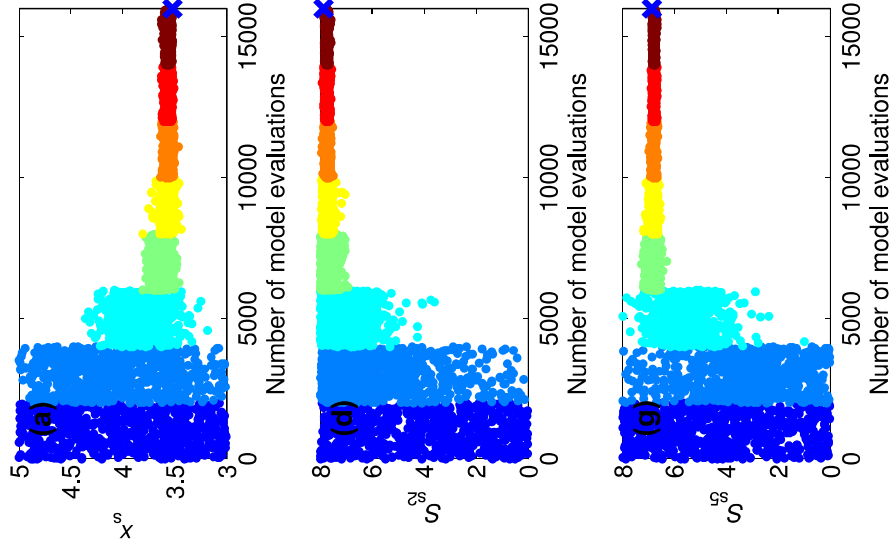 (a)
5
4.5
4
3.5
3
x_s
0 5000 10000 15000
Number of model evaluations
(d)
8
6
4
2
0
S_s2
0 5000 10000 15000
Number of model evaluations
(g)
8
6
4
2
0
S_s5
0 5000 10000 15000
Number of model evaluations